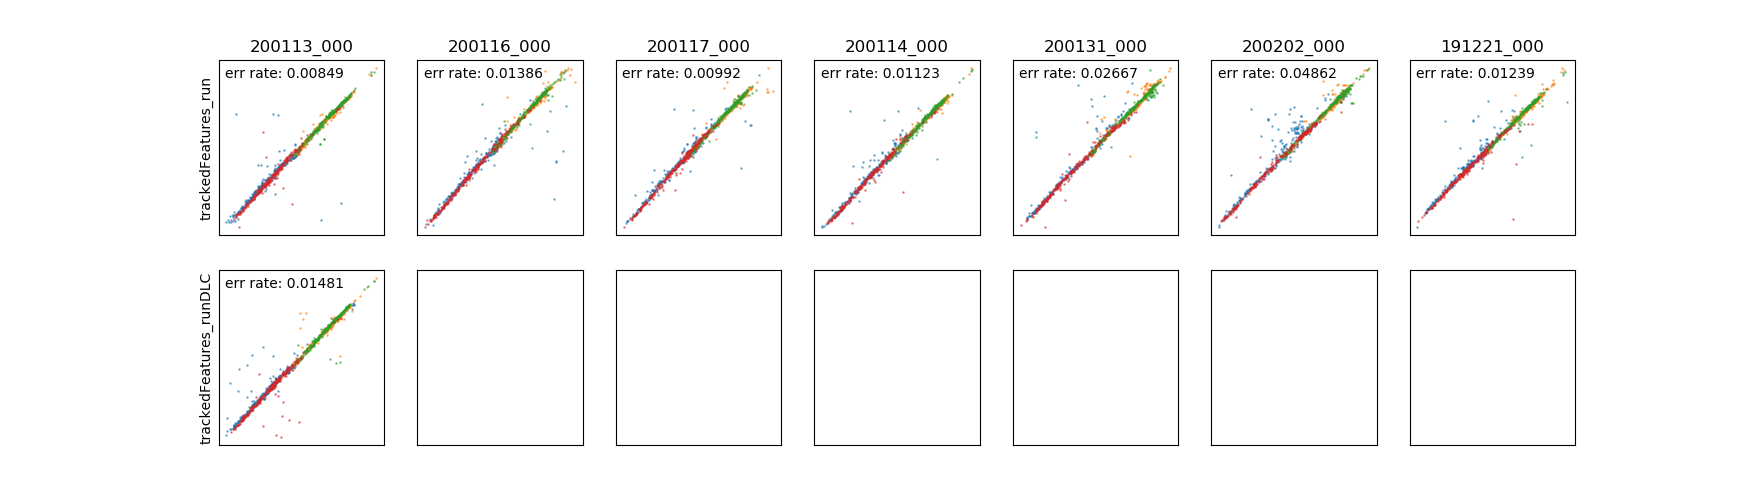 200113_000 200116_000 200117_000 200114_000 200131_000 200202_000 191221_000
trackedFeatures_run
err rate: 0.00849 err rate: 0.01386 err rate: 0.00992 err rate: 0.01123 err rate: 0.02667 err rate: 0.04862 err rate: 0.01239
trackedFeatures_runDLC
err rate: 0.01481